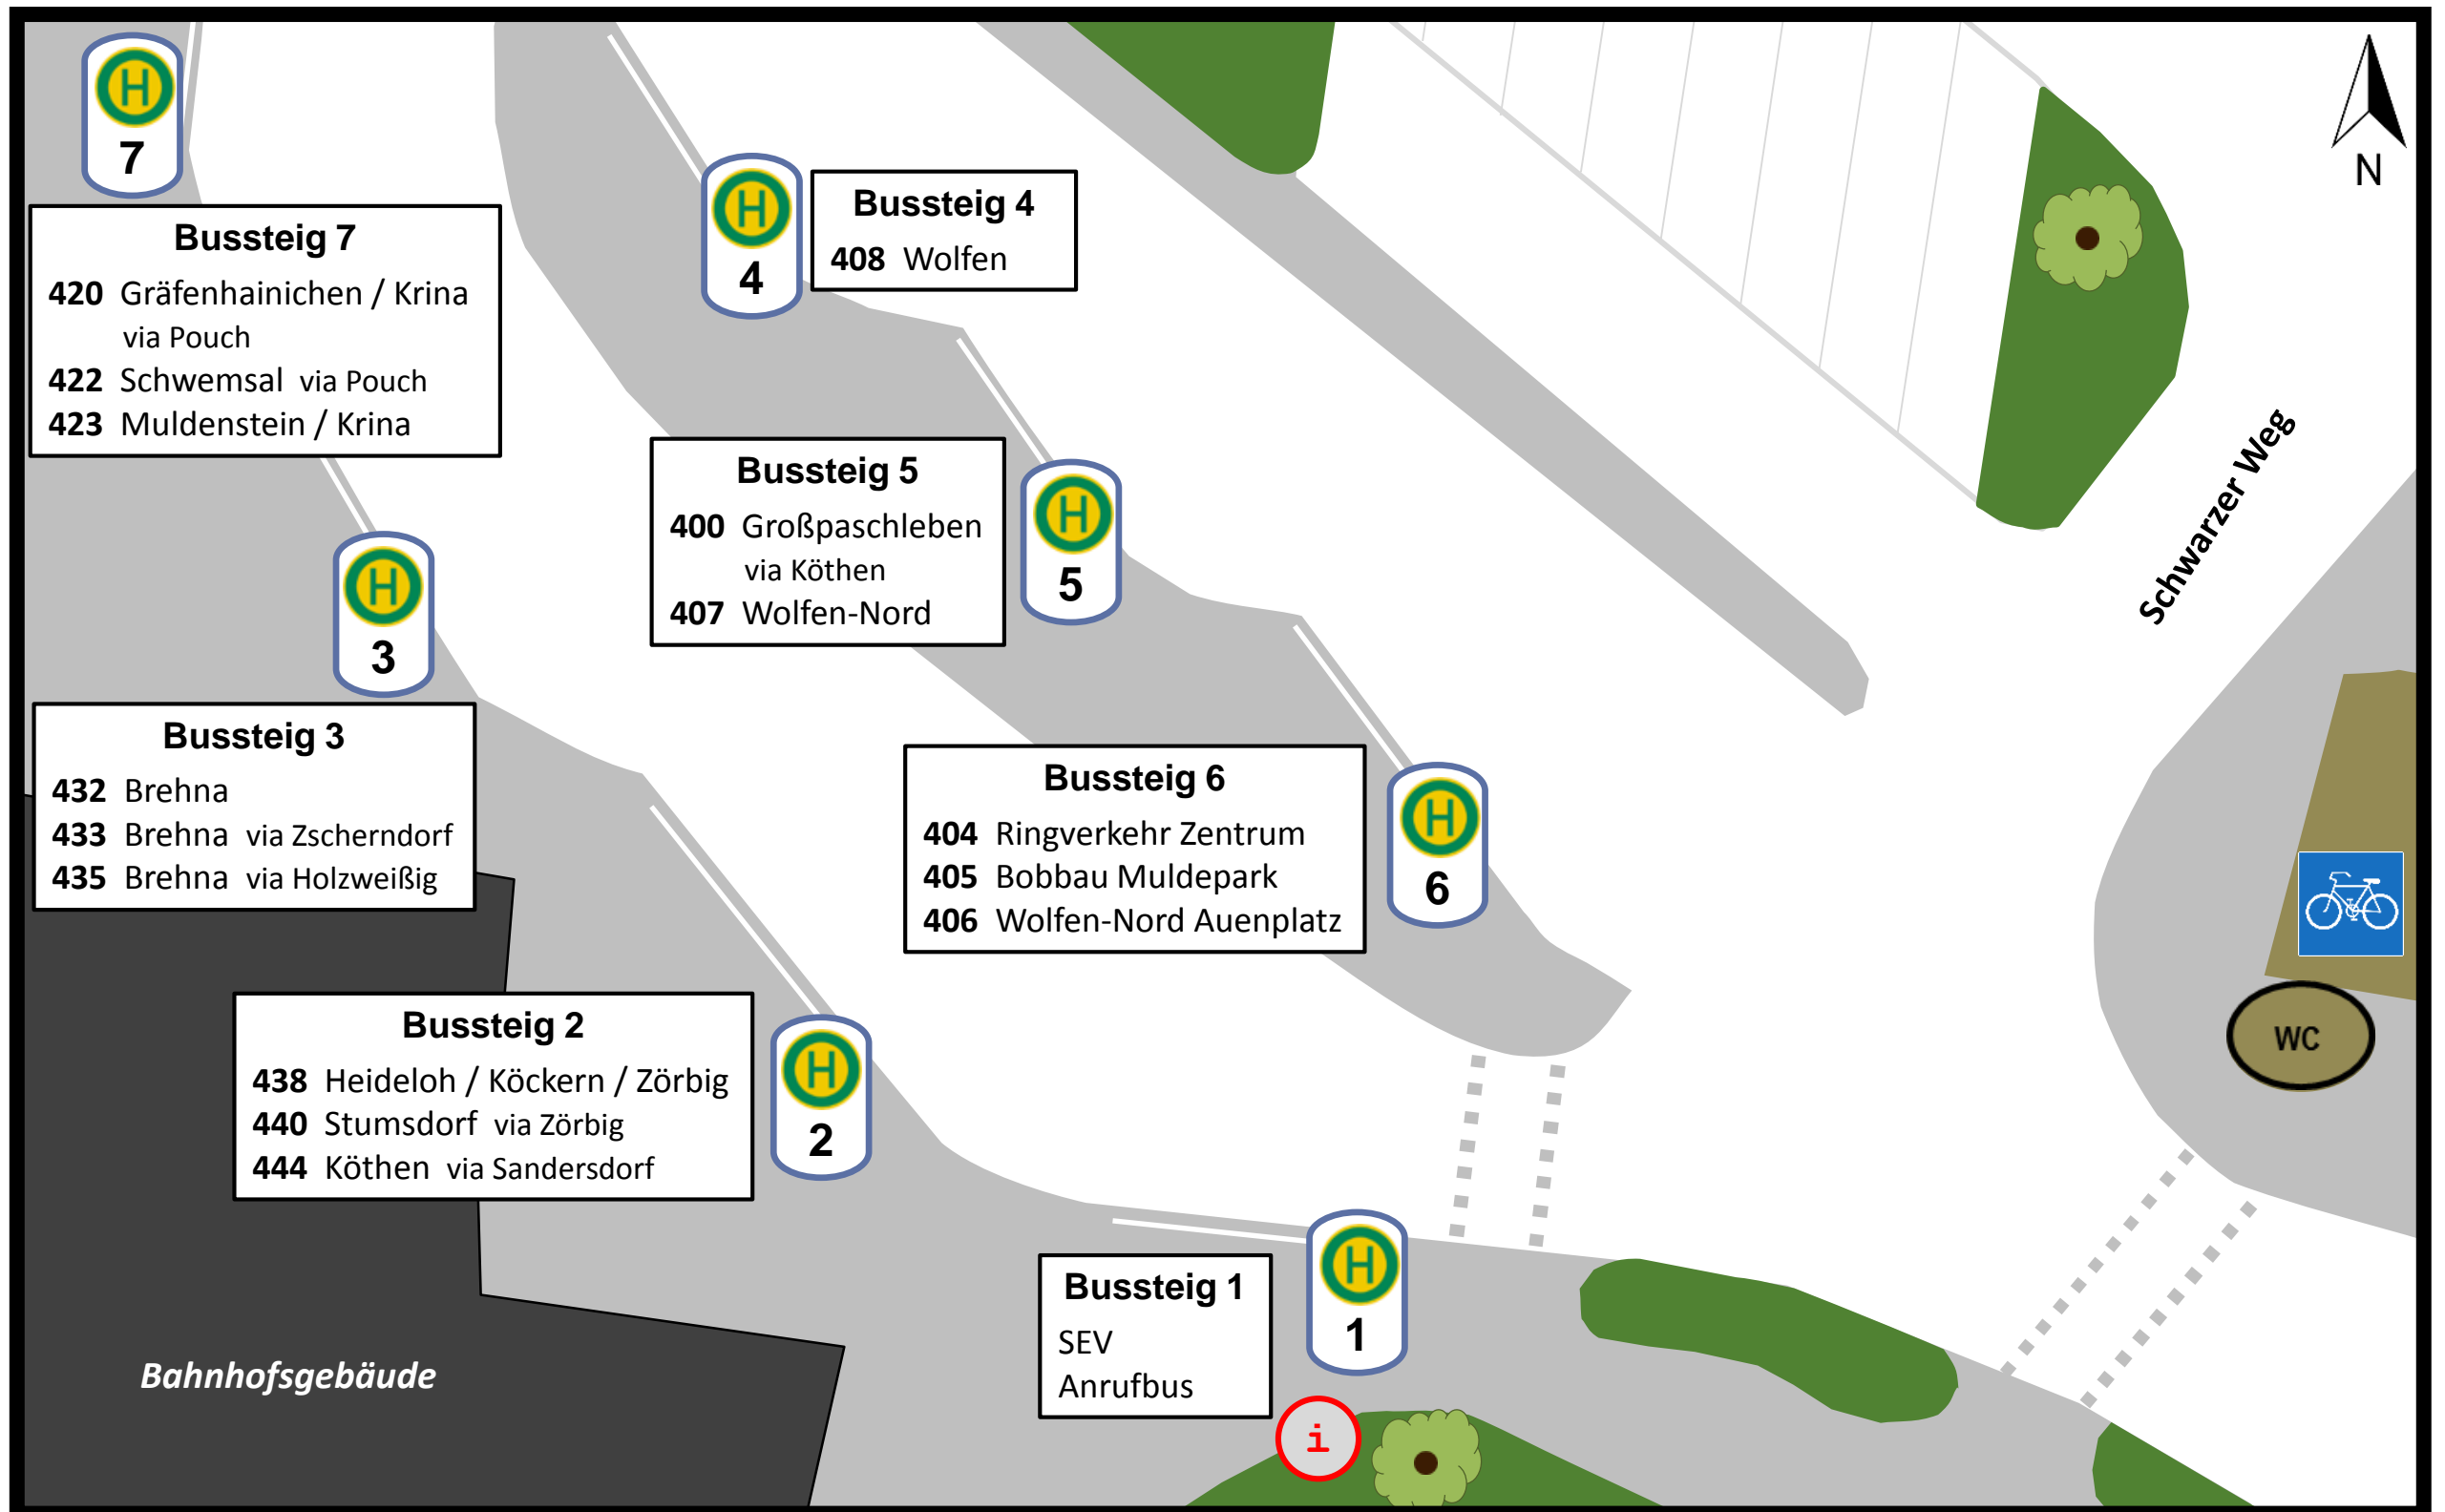 H
7
Bussteig 7
420 Gräfenhainichen / Krina
via Pouch
422 Schwemsal via Pouch
423 Muldenstein / Krina
H
4
Bussteig 4
408 Wolfen
N
Schwarzer Weg
Bussteig 5
400 Großpaschleben
via Köthen
407 Wolfen-Nord
H
5
H
3
Bussteig 3
432 Brehna
433 Brehna via Zscherndorf
435 Brehna via Holzweißig
Bussteig 6
404 Ringverkehr Zentrum
405 Bobbau Muldepark
406 Wolfen-Nord Auenplatz
H
6
WC
Bussteig 2
438 Heideloh / Köckern / Zörbig
440 Stumsdorf via Zörbig
444 Köthen via Sandersdorf
H
2
Bussteig 1
SEV
Anrufbus
H
1
i
Bahnhofsgebäude